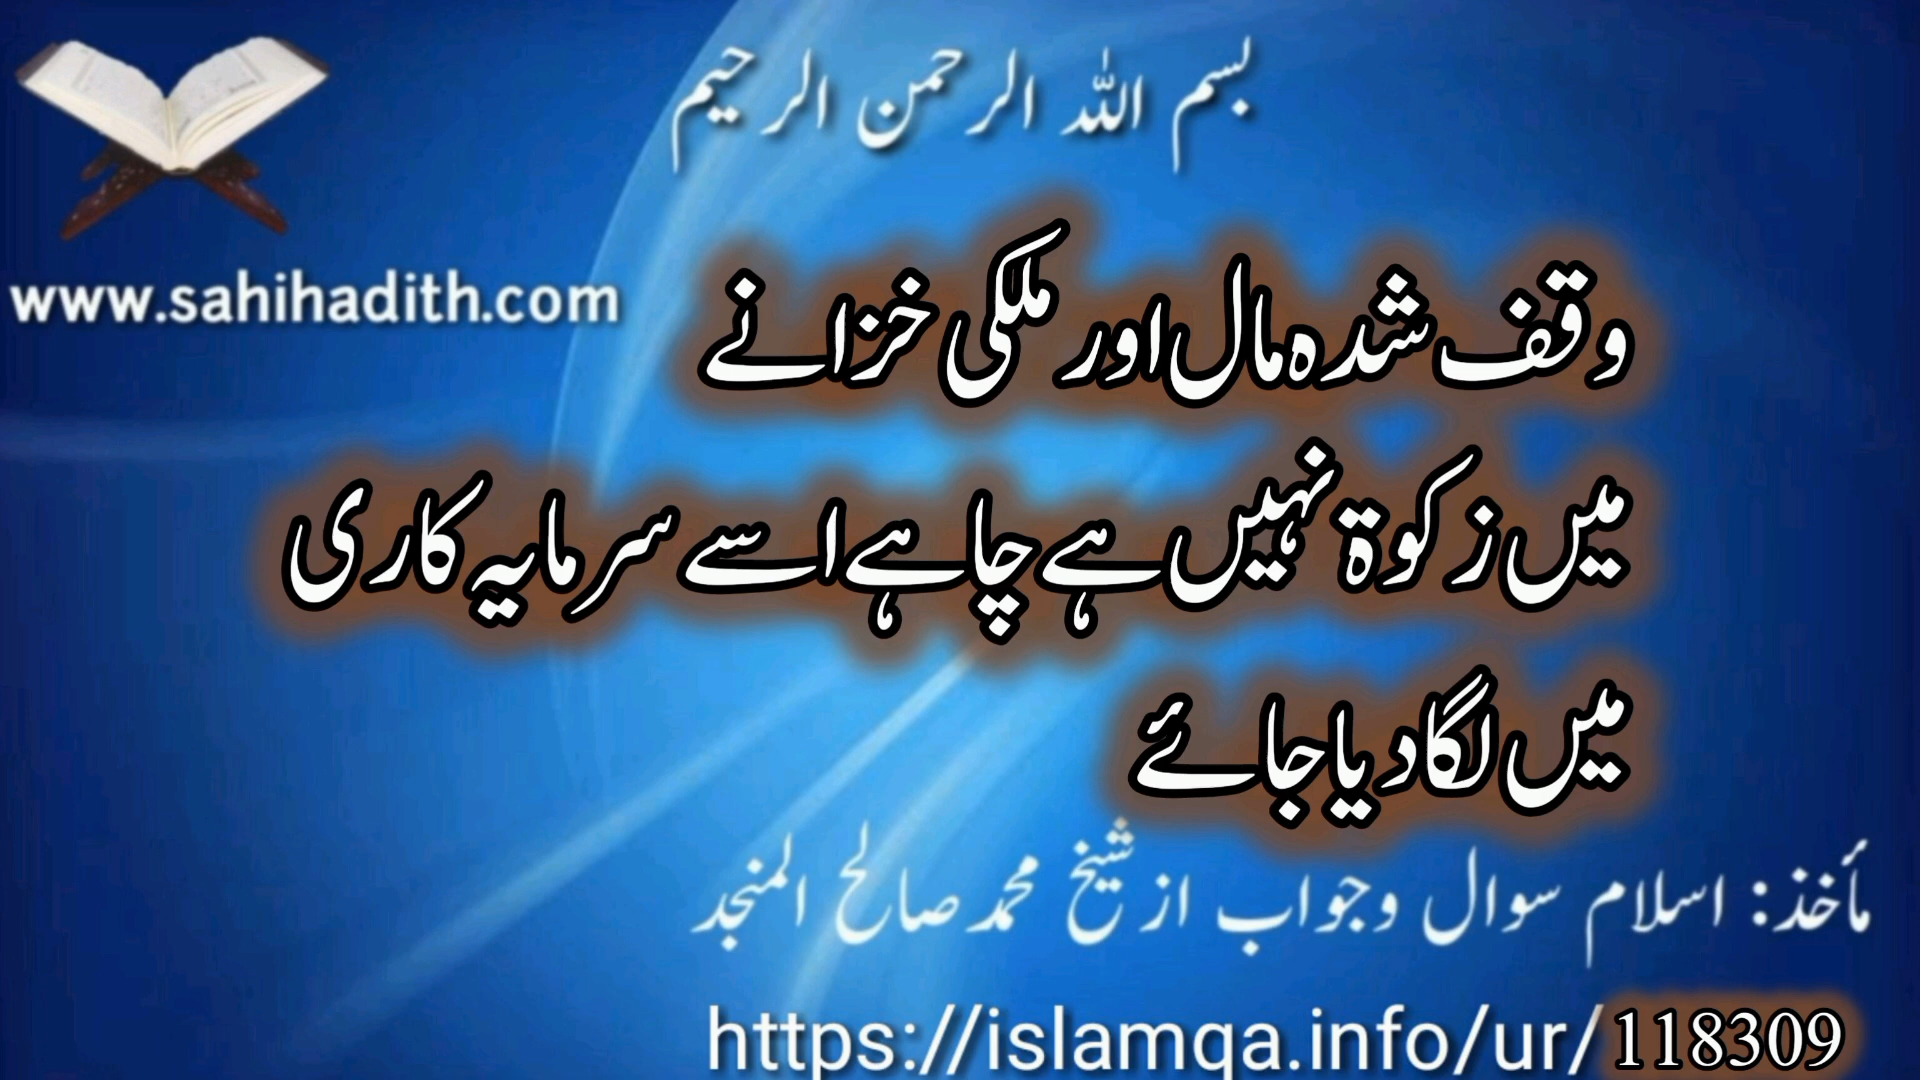 بسم اللہ الرحمن الرحیم
www.sahihadith.com
وقف شدہ مال اور ملکی خزانے
میں زکوۃ نہیں ہے چاہے اسے سرمایہ کاری
میں لگا دیا جائے
مأخذ: اسلام سوال وجواب از شیخ محمد صالح المنجد
https://islamqa.info/ur/118309